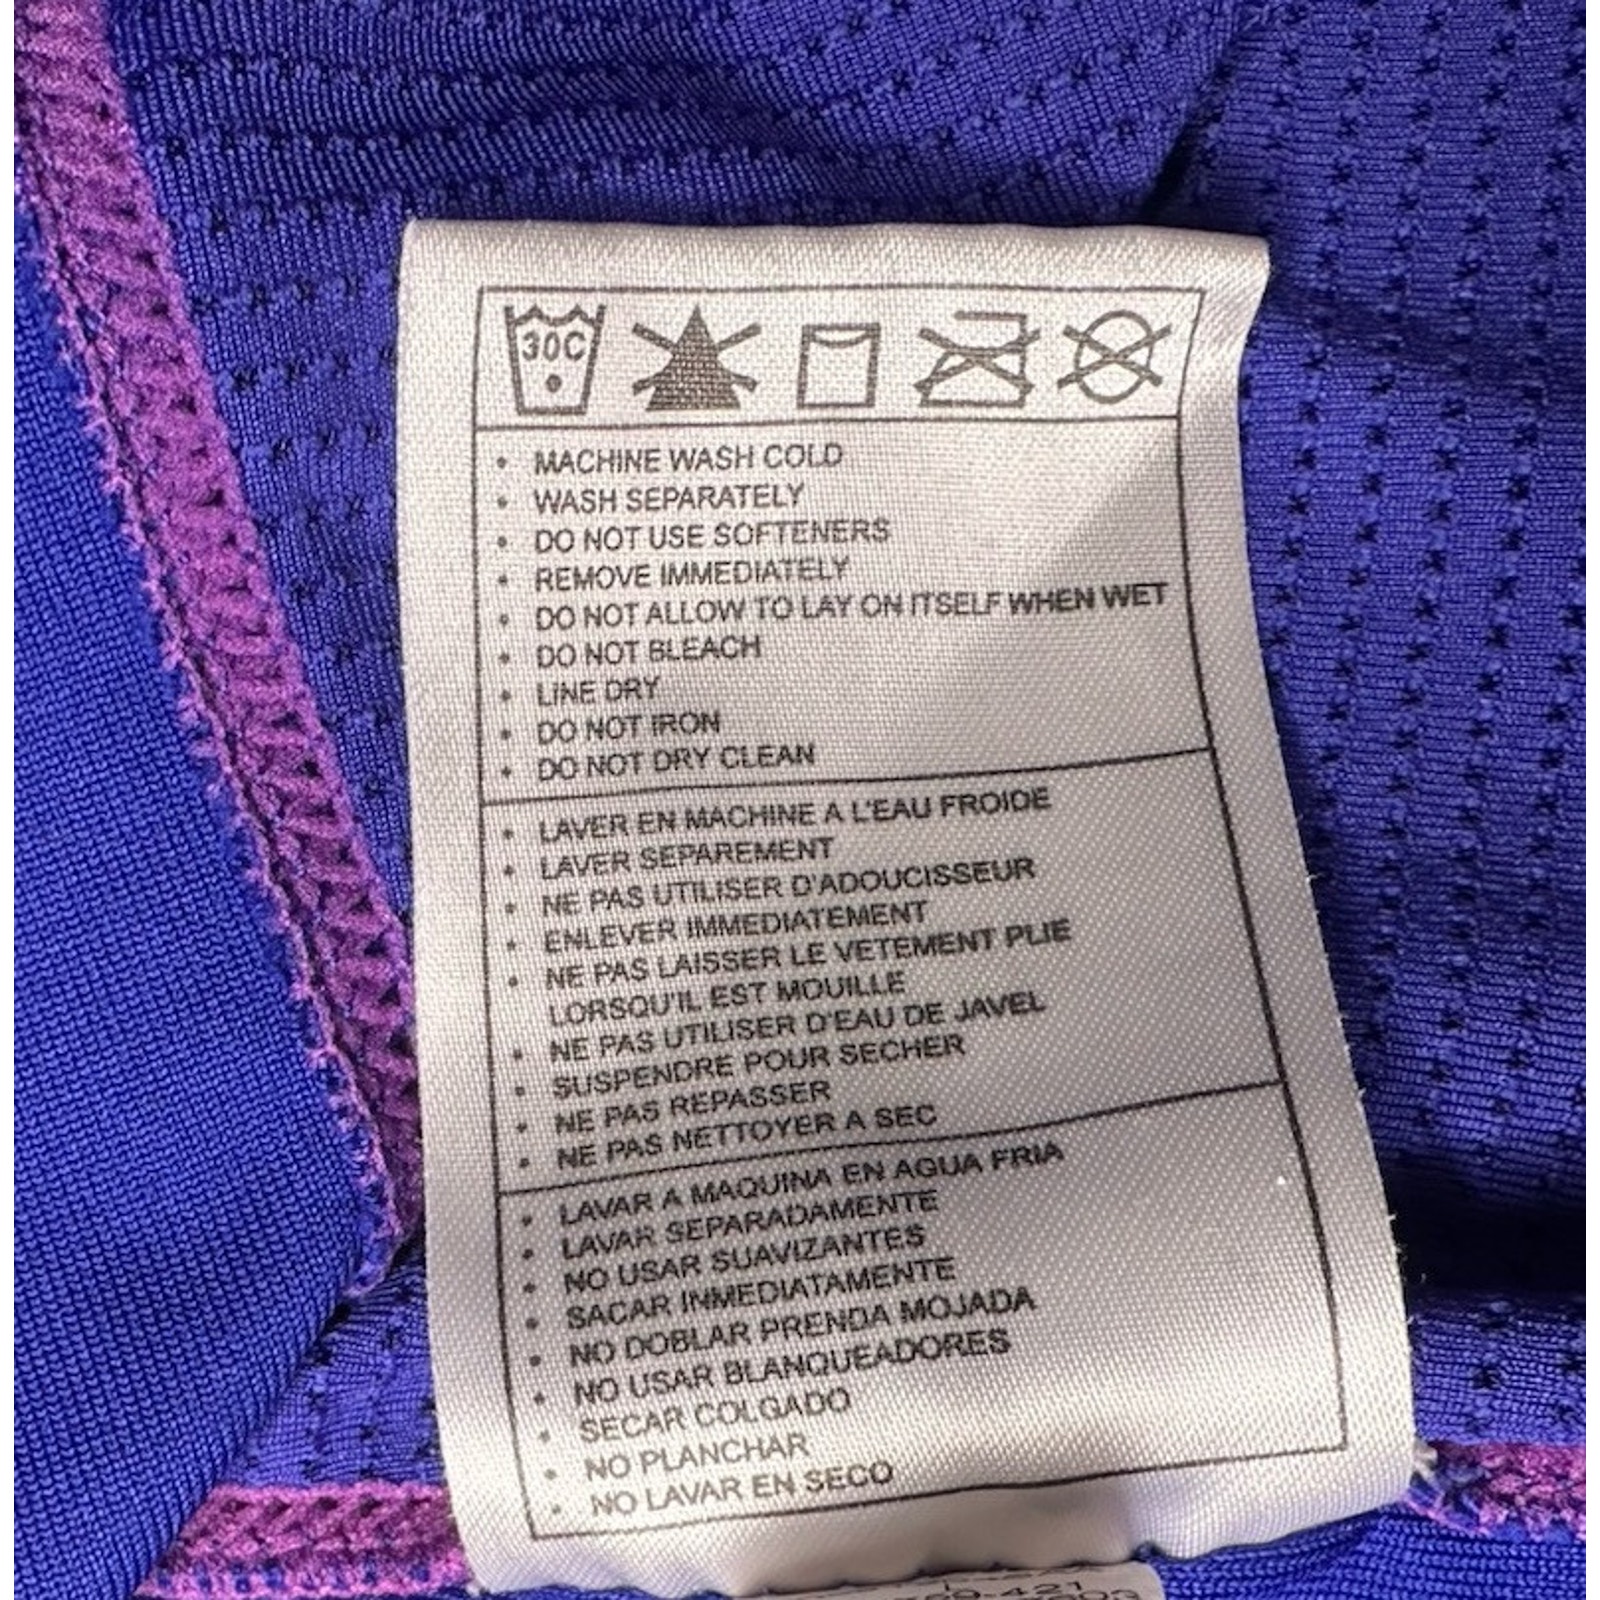 30C
• MACHINE WASH COLD
• WASH SEPARATELY
• DO NOT USE SOFTENERS
• REMOVE IMMEDIATELY
• DO NOT ALLOW TO LAY ON ITSELF WHEN WET
• DO NOT BLEACH
• LINE DRY
• DO NOT IRON
• DO NOT DRY CLEAN
• LAVER EN MACHINE A L'EAU FROIDE
• LAVER SEPAREMENT
• NE PAS UTILISER D'ADOUCISSEUR
• ENLEVER IMMEDIATEMENT
• NE PAS LAISSER LE VETEMENT PLIE
LORSQU'IL EST MOUILLE
• NE PAS UTILISER D'EAU DE JAVEL
• SUSPENDRE POUR SECHER
• NE PAS REPASSER
• NE PAS NETTOYER A SEC
• LAVAR A MAQUINA EN AGUA FRIA
• LAVAR SEPARADAMENTE
• NO USAR SUAVIZANTES
• SACAR INMEDIATAMENTE
• NO DOBLAR PRENDA MOJADA
• NO USAR BLANQUEADORES
• SECAR COLGADO
• NO PLANCHAR
• NO LAVAR EN SECO